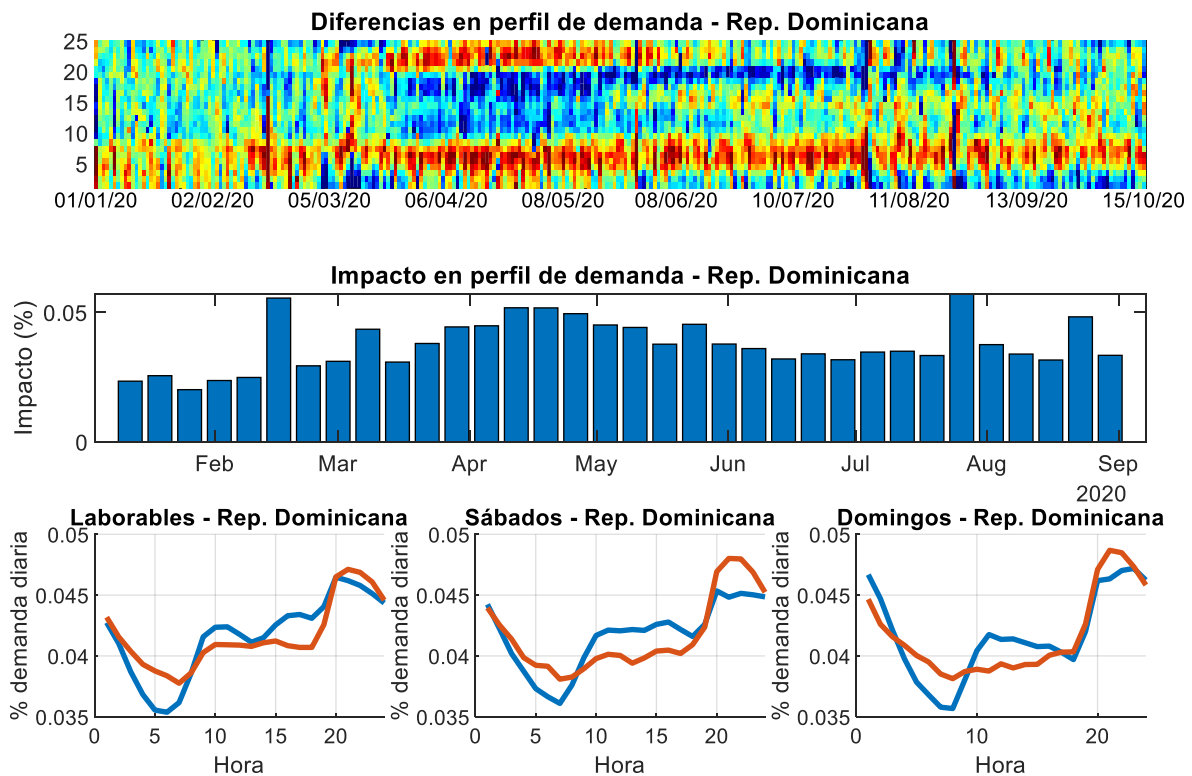 Diferencias en perfil de demanda - Rep. Dominicana
25
20
15
10
5
01/01/20 02/02/20 05/03/20 06/04/20 08/05/20 08/06/20 10/07/20 11/08/20 13/09/20 15/10/20
Impacto en perfil de demanda - Rep. Dominicana
Impacto (%)
0.05
0
Feb Mar Apr May Jun Jul Aug Sep
2020
Laborables - Rep. Dominicana
% demanda diaria
0.05
0.045
0.04
0.035
0 5 10 15 20
Hora
Sábados - Rep. Dominicana
% demanda diaria
0.05
0.045
0.04
0.035
0 5 10 15 20
Hora
Domingos - Rep. Dominicana
% demanda diaria
0.05
0.045
0.04
0.035
0 5 10 15 20
Hora